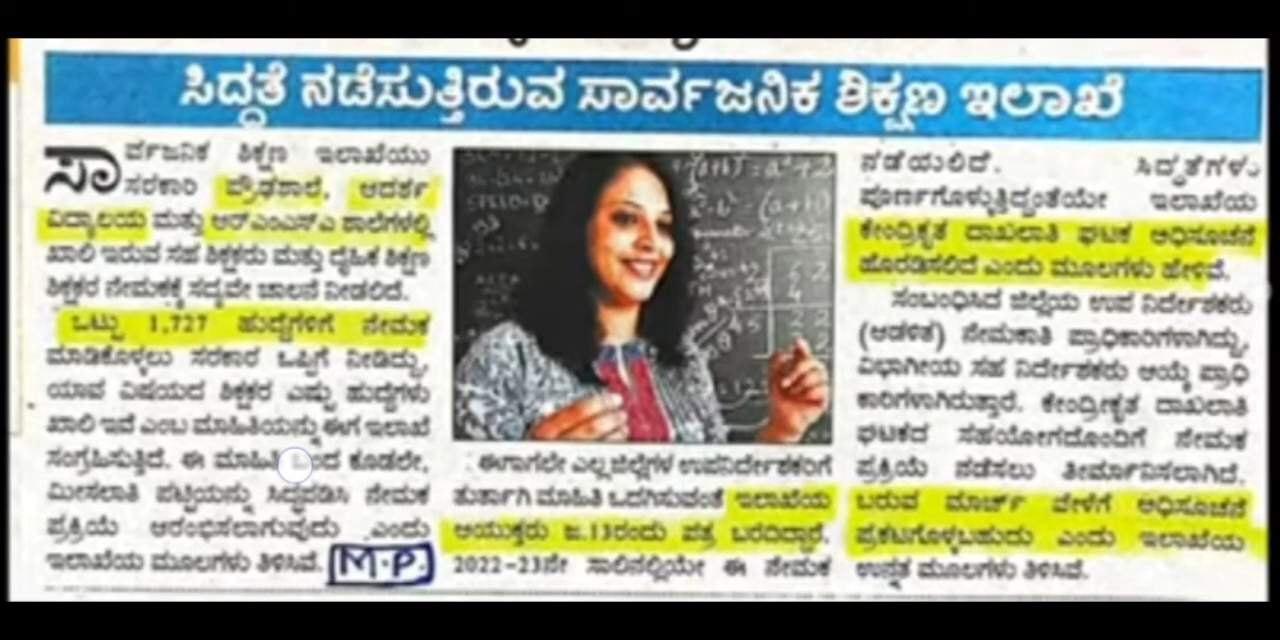 ಸಿದ್ಧತೆ ನಡೆಸುತ್ತಿರುವ ಸಾರ್ವಜನಿಕ ಶಿಕ್ಷಣ ಇಲಾಖೆ
ಸಾರ್ವಜನಿಕ ಶಿಕ್ಷಣ ಇಲಾಖೆಯು
ಸರಕಾರಿ ಪ್ರೌಢಶಾಲೆ, ಆದರ್ಶ
ವಿದ್ಯಾಲಯ ಮತ್ತು ಆರ್‌ಎಂಎಸ್‌ಎ ಶಾಲೆಗಳಲ್ಲಿ
ಖಾಲಿ ಇರುವ ಸಹ ಶಿಕ್ಷಕರು ಮತ್ತು ದೈಹಿಕ ಶಿಕ್ಷಣ
ಶಿಕ್ಷಕರ ನೇಮಕಕ್ಕೆ ಸದ್ಯವೇ ಚಾಲನೆ ನೀಡಲಿದೆ.
ಒಟ್ಟು 1,727 ಹುದ್ದೆಗಳಿಗೆ ನೇಮಕ
ಮಾಡಿಕೊಳ್ಳಲು ಸರಕಾರ ಒಪ್ಪಿಗೆ ನೀಡಿದ್ದು,
ಯಾವ ವಿಷಯದ ಶಿಕ್ಷಕರ ಎಷ್ಟು ಹುದ್ದೆಗಳು
ಖಾಲಿ ಇವೆ ಎಂಬ ಮಾಹಿತಿಯನ್ನು ಈಗ ಇಲಾಖೆ
ಸಂಗ್ರಹಿಸುತ್ತಿದೆ. ಈ ಮಾಹಿತಿ ಬಂದ ಕೂಡಲೇ,
ಮೀಸಲಾತಿ ಪಟ್ಟಿಯನ್ನು ಸಿದ್ಧಪಡಿಸಿ ನೇಮಕ
ಪ್ರಕ್ರಿಯೆ ಆರಂಭಿಸಲಾಗುವುದು ಎಂದು
ಇಲಾಖೆಯ ಮೂಲಗಳು ತಿಳಿಸಿವೆ. M.P.
ಈಗಾಗಲೇ ಎಲ್ಲ ಜಿಲ್ಲೆಗಳ ಉಪನಿರ್ದೇಶಕರಿಗೆ
ತುರ್ತಾಗಿ ಮಾಹಿತಿ ಒದಗಿಸುವಂತೆ ಇಲಾಖೆಯ
ಆಯುಕ್ತರು ಜ.13ರಂದು ಪತ್ರ ಬರೆದಿದ್ದಾರೆ.
2022-23ನೇ ಸಾಲಿನಲ್ಲಿಯೇ ಈ ನೇಮಕ
ನಡೆಯಲಿದೆ. ಸಿದ್ಧತೆಗಳು
ಪೂರ್ಣಗೊಳ್ಳುತ್ತಿದ್ದಂತೆಯೇ ಇಲಾಖೆಯ
ಕೇಂದ್ರಿಕೃತ ದಾಖಲಾತಿ ಘಟಕ ಅಧಿಸೂಚನೆ
ಹೊರಡಿಸಲಿದೆ ಎಂದು ಮೂಲಗಳು ಹೇಳಿವೆ.
ಸಂಬಂಧಿಸಿದ ಜಿಲ್ಲೆಯ ಉಪ ನಿರ್ದೇಶಕರು
(ಆಡಳಿತ) ನೇಮಕಾತಿ ಪ್ರಾಧಿಕಾರಿಗಳಾಗಿದ್ದು,
ವಿಭಾಗೀಯ ಸಹ ನಿರ್ದೇಶಕರು ಆಯ್ಕೆ ಪ್ರಾಧಿ
ಕಾರಿಗಳಾಗಿರುತ್ತಾರೆ. ಕೇಂದ್ರೀಕೃತ ದಾಖಲಾತಿ
ಘಟಕದ ಸಹಯೋಗದೊಂದಿಗೆ ನೇಮಕ
ಪ್ರಕ್ರಿಯೆ ನಡೆಸಲು ತೀರ್ಮಾನಿಸಲಾಗಿದೆ.
ಬರುವ ಮಾರ್ಚ್ ವೇಳೆಗೆ ಅಧಿಸೂಚನೆ
ಪ್ರಕಟಗೊಳ್ಳಬಹುದು ಎಂದು ಇಲಾಖೆಯ
ಉನ್ನತ ಮೂಲಗಳು ತಿಳಿಸಿವೆ.